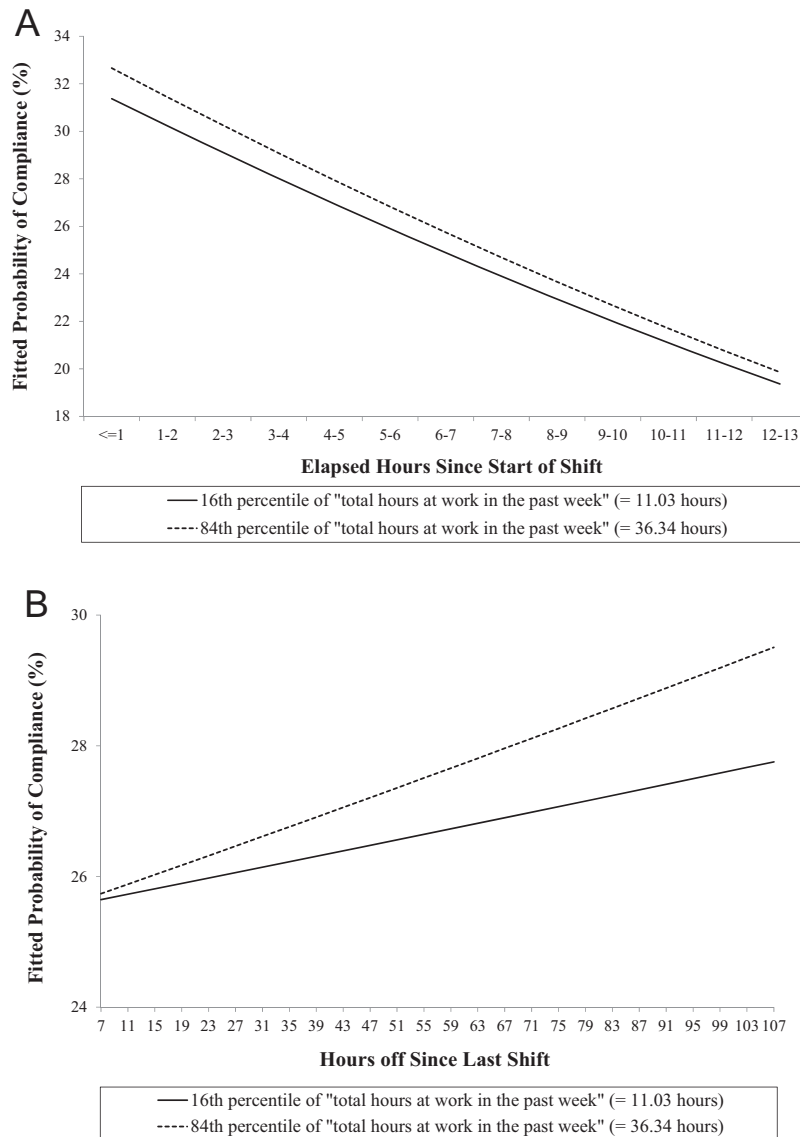 A
Fitted Probability of Compliance (%)
34
32
30
28
26
24
22
20
18
<=1 1-2 2-3 3-4 4-5 5-6 6-7 7-8 8-9 9-10 10-11 11-12 12-13
Elapsed Hours Since Start of Shift
16th percentile of "total hours at work in the past week" (= 11.03 hours)
84th percentile of "total hours at work in the past week" (= 36.34 hours)
B
Fitted Probability of Compliance (%)
30
28
26
24
7 11 15 19 23 27 31 35 39 43 47 51 55 59 63 67 71 75 79 83 87 91 95 99 103 107
Hours off Since Last Shift
16th percentile of "total hours at work in the past week" (= 11.03 hours)
84th percentile of "total hours at work in the past week" (= 36.34 hours)